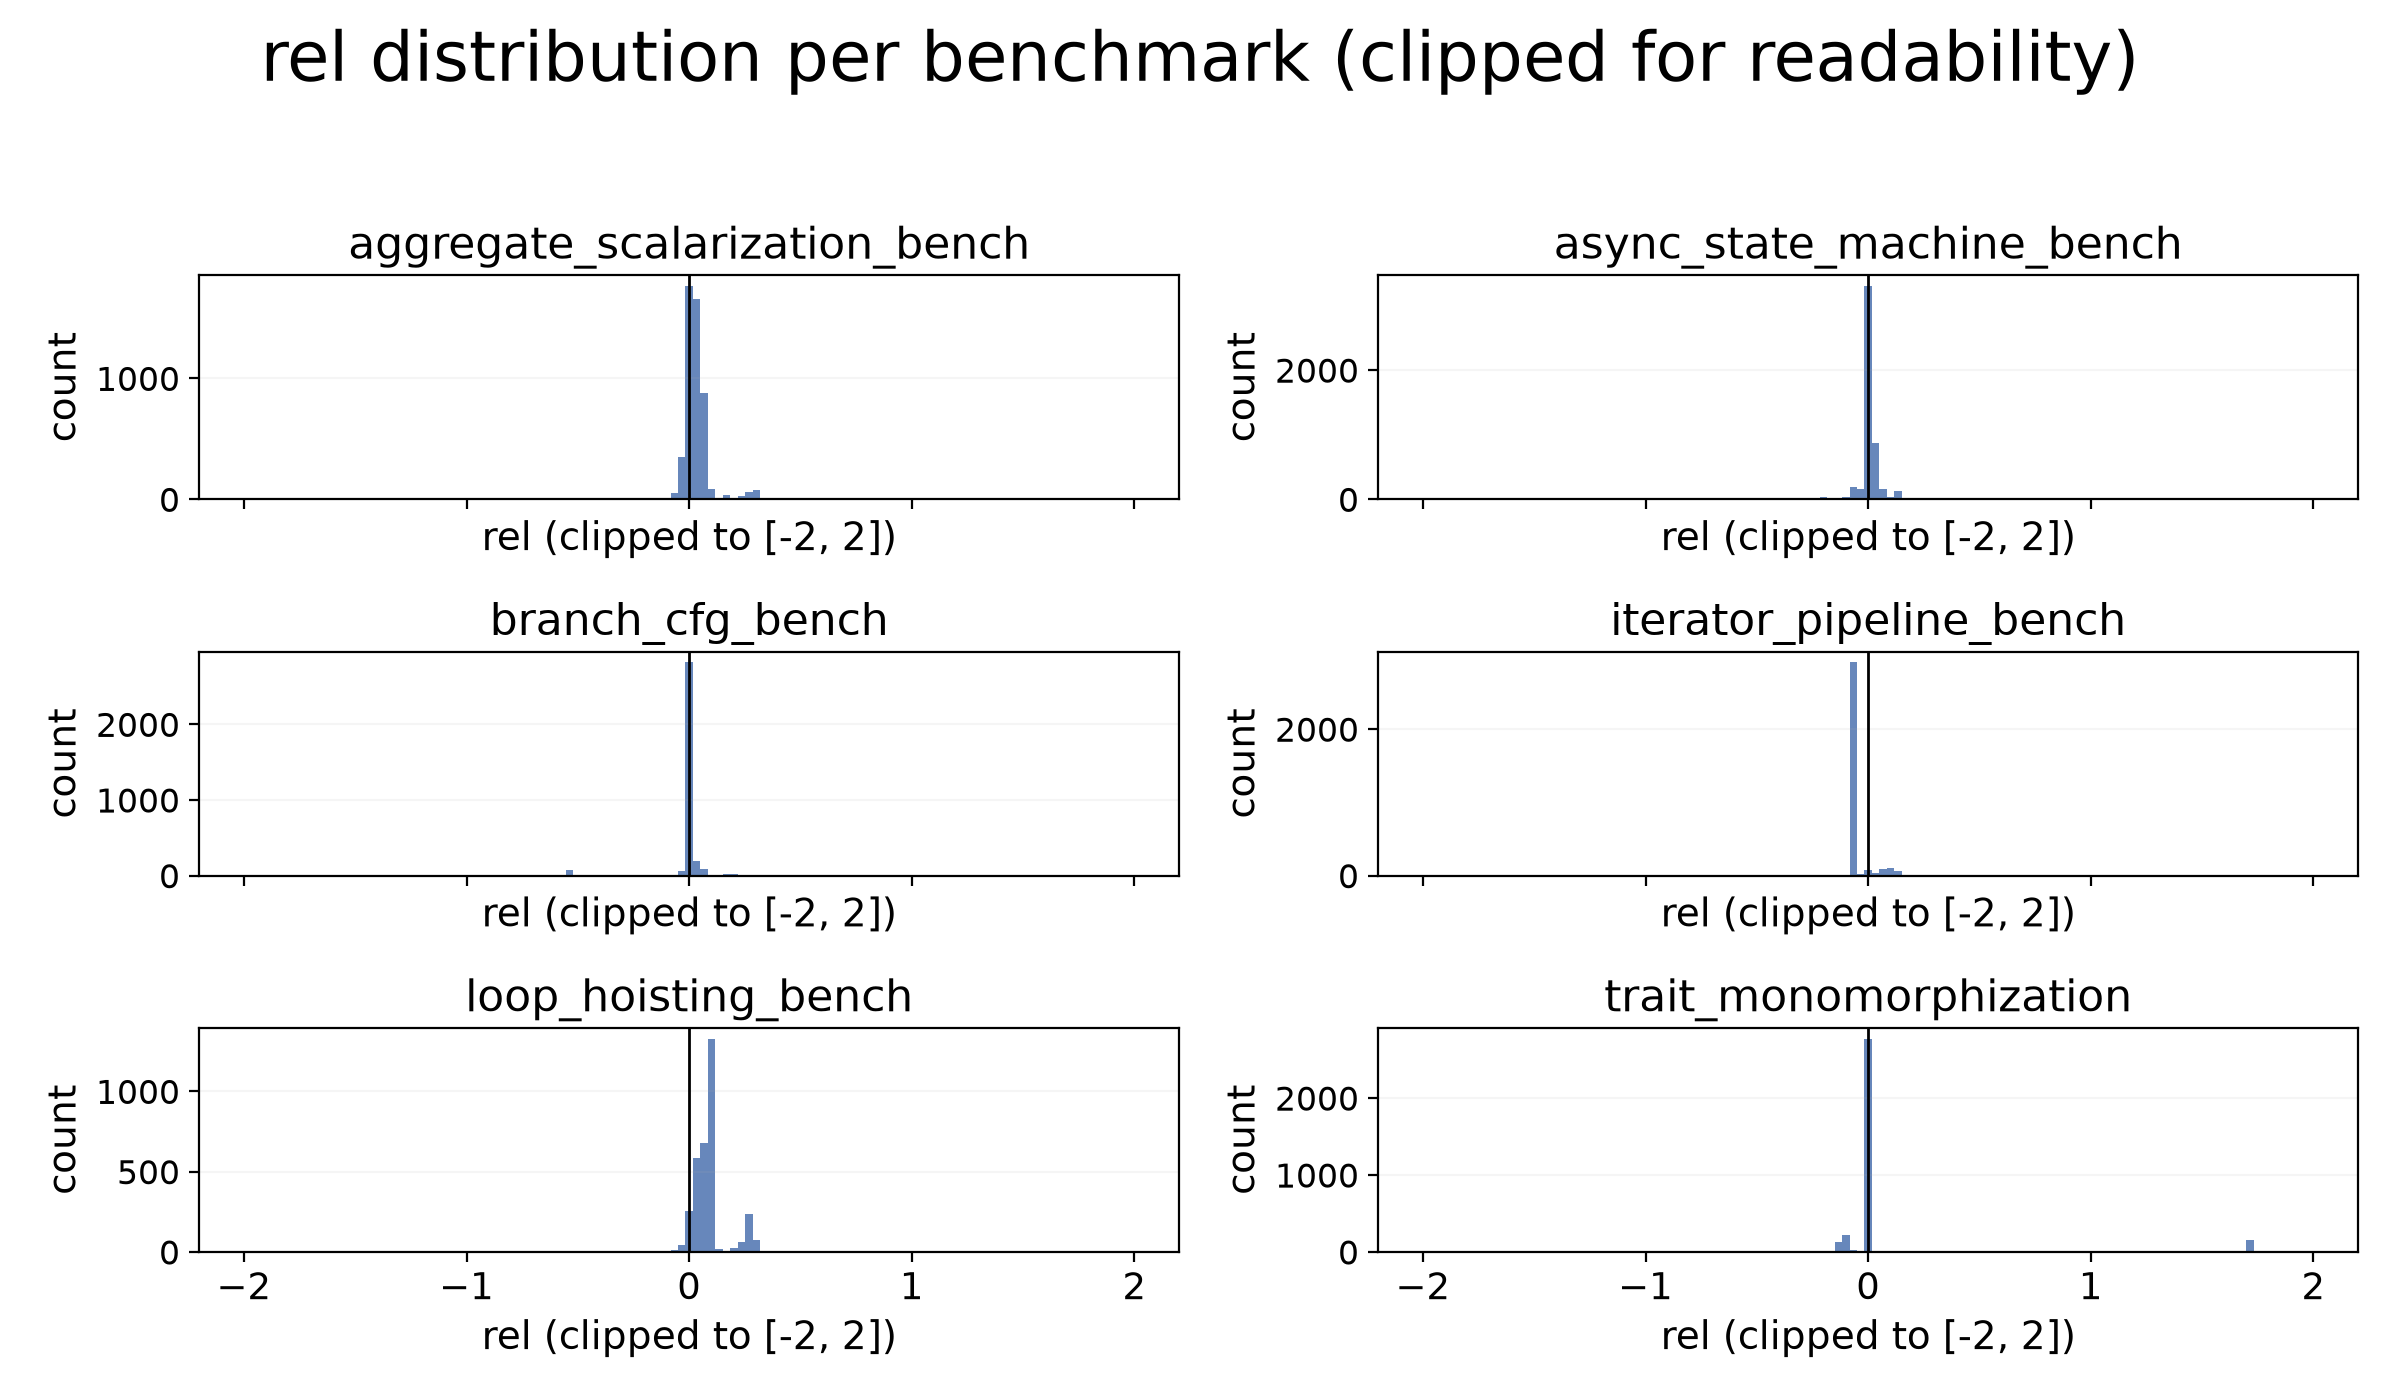 rel distribution per benchmark (clipped for readability)
aggregate_scalarization_bench
count
1000
0
rel (clipped to [-2, 2])
async_state_machine_bench
count
2000
0
rel (clipped to [-2, 2])
branch_cfg_bench
count
2000
1000
0
rel (clipped to [-2, 2])
iterator_pipeline_bench
count
2000
0
rel (clipped to [-2, 2])
loop_hoisting_bench
count
1000
500
0
−2 −1 0 1 2
rel (clipped to [-2, 2])
trait_monomorphization
count
2000
1000
0
−2 −1 0 1 2
rel (clipped to [-2, 2])